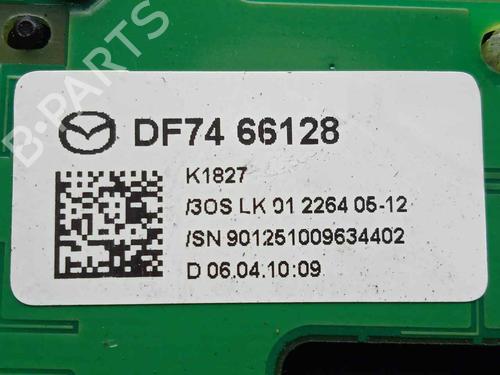 B-PARTS
DF74 66128
K1827
/3OS LK 01 2264 05-12
/SN 901251009634402
D 06.04.10:09